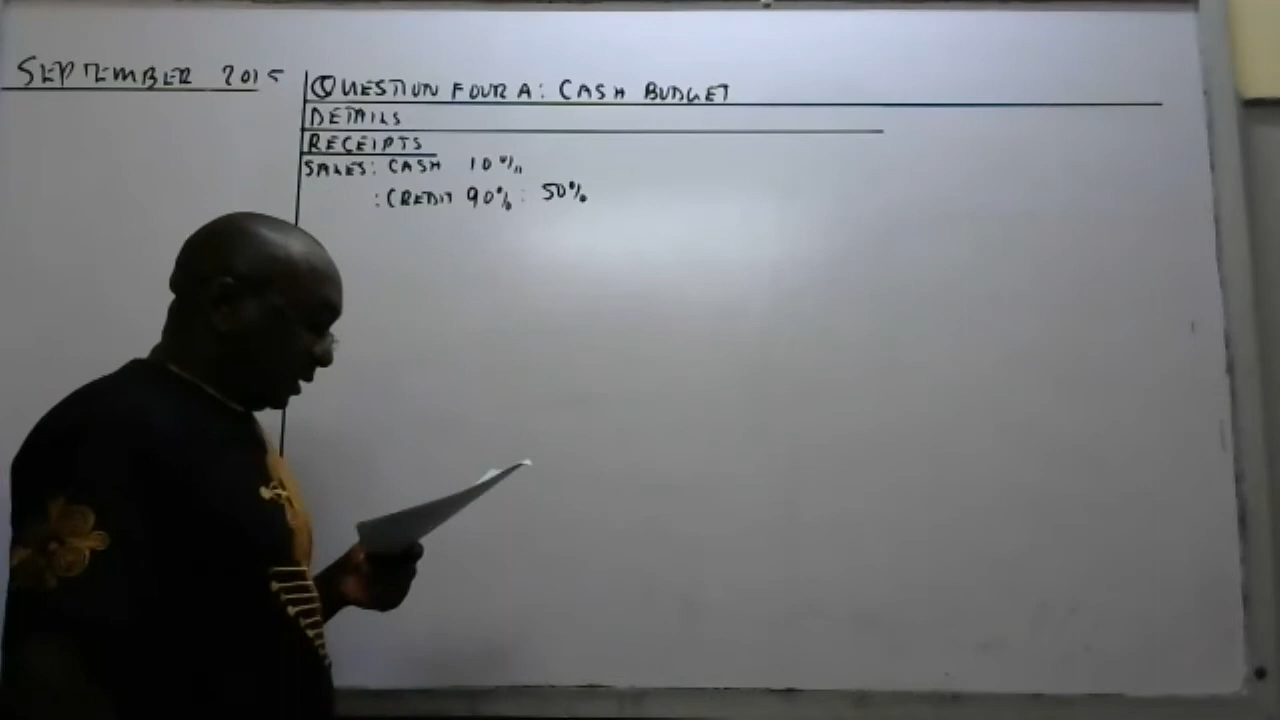 SEPTEMBER 2015
QUESTION FOUR A: CASH BUDGET
DETAILS
RECEIPTS
SALES: CASH 10%
: CREDIT 90% : 50%